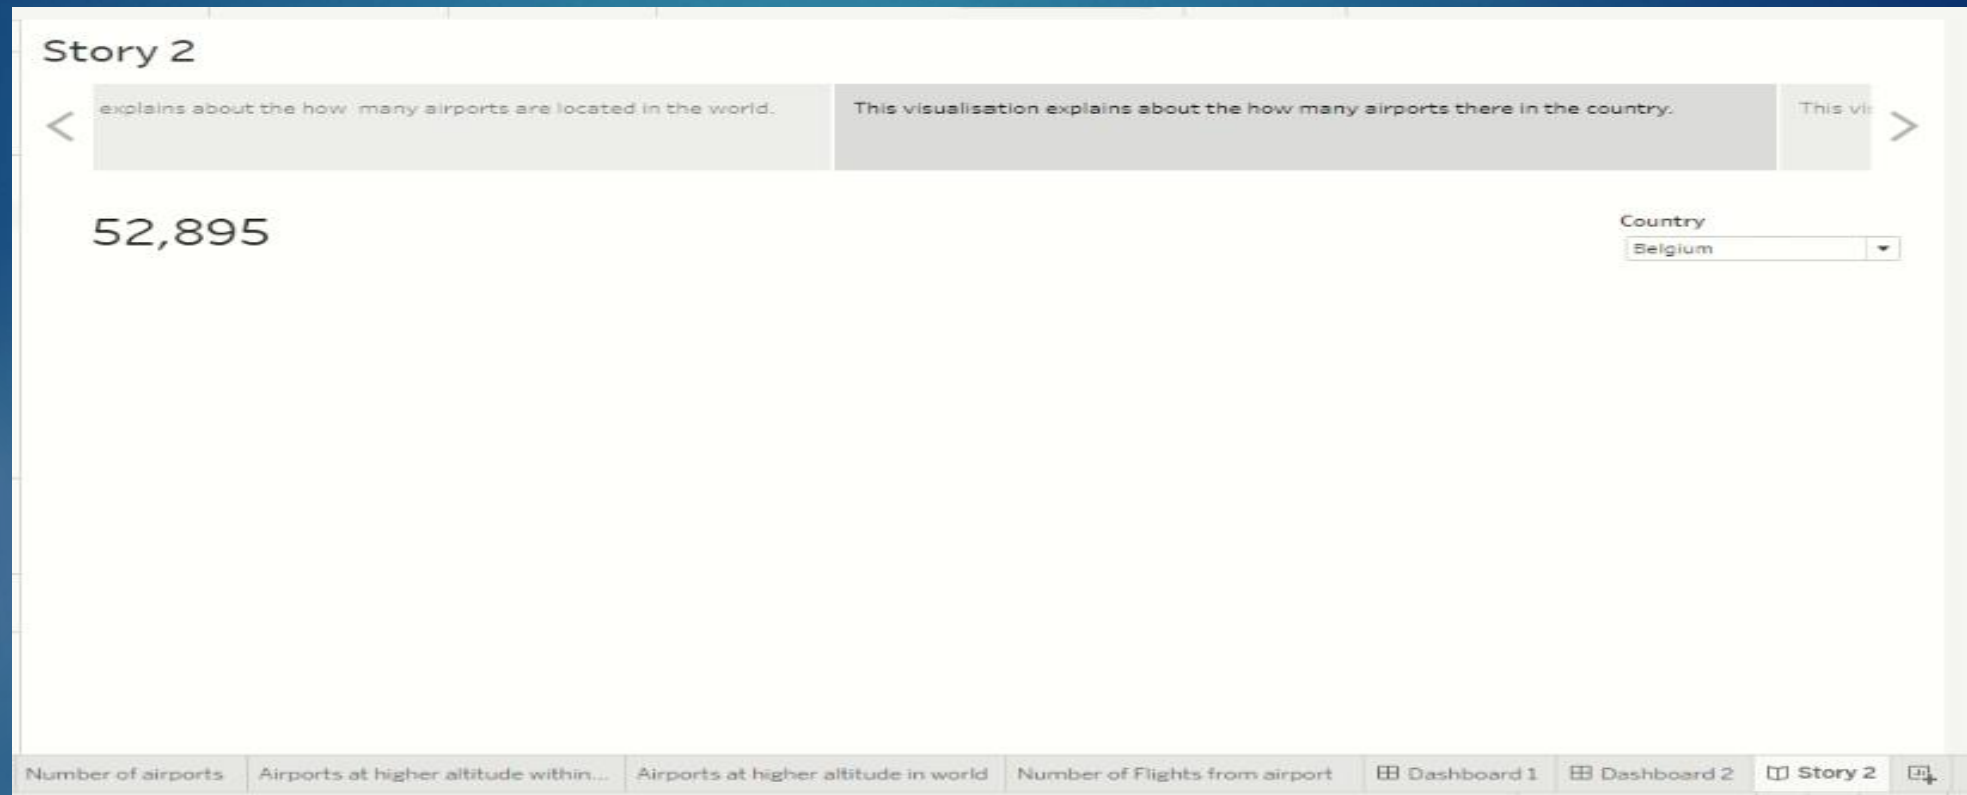 Story 2
explains about the how many airports are located in the world.
This visualisation explains about the how many airports there in the country.
This vi
52,895
Country
Belgium
Number of airports
Airports at higher altitude within...
Airports at higher altitude in world
Number of Flights from airport
Dashboard 1
Dashboard 2
Story 2